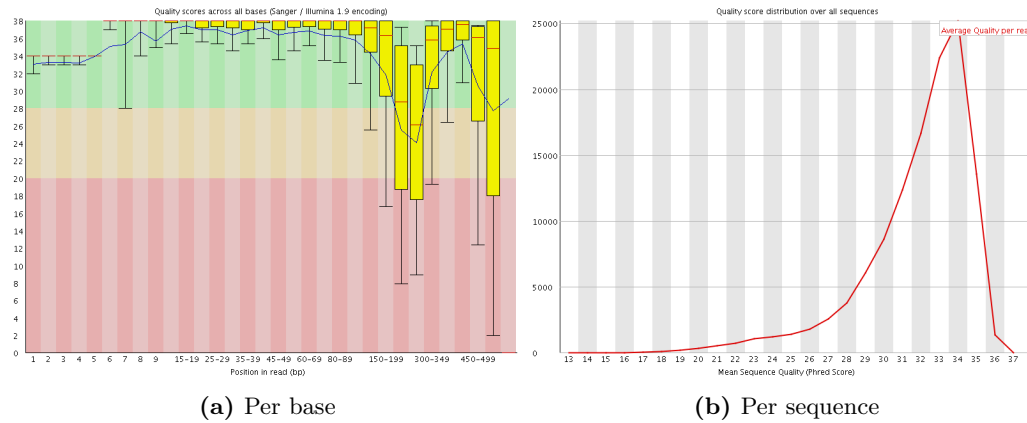 Quality scores across all bases (Sanger / Illumina 1.9 encoding)
38
36
34
32
30
28
26
24
22
20
18
16
14
12
10
8
6
4
2
0
1 2 3 4 5 6 7 8 9 15-19 25-29 35-39 45-49 60-69 80-89 150-199 300-349 450-499
Position in read (bp)
Quality score distribution over all sequences
Average Quality per rea
25000
20000
15000
10000
5000
0
13 14 15 16 17 18 19 20 21 22 23 24 25 26 27 28 29 30 31 32 33 34 35 36 37
Mean Sequence Quality (Phred Score)
(a) Per base
(b) Per sequence